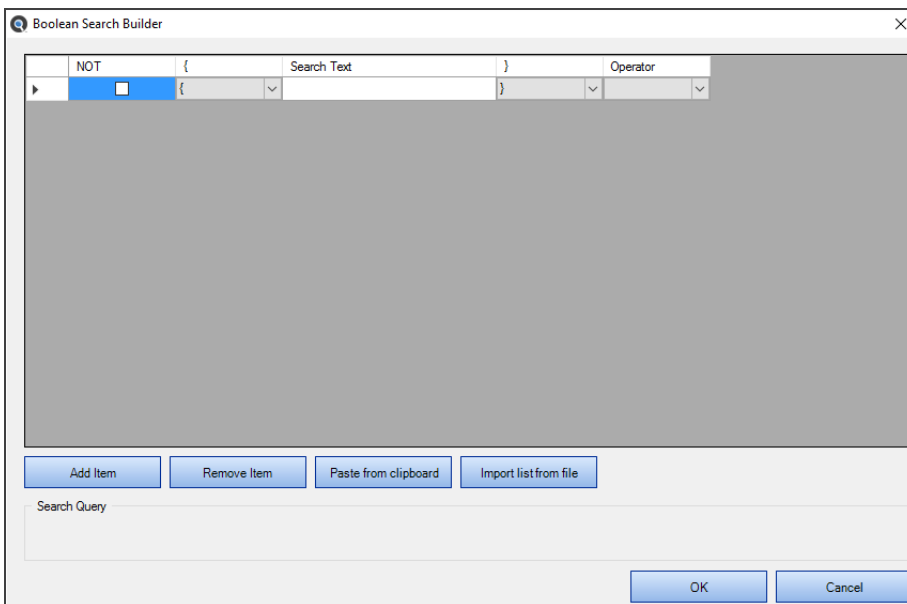 Boolean Search Builder
NOT { Search Text } Operator
{ }
Add Item Remove Item Paste from clipboard Import list from file
Search Query
OK Cancel